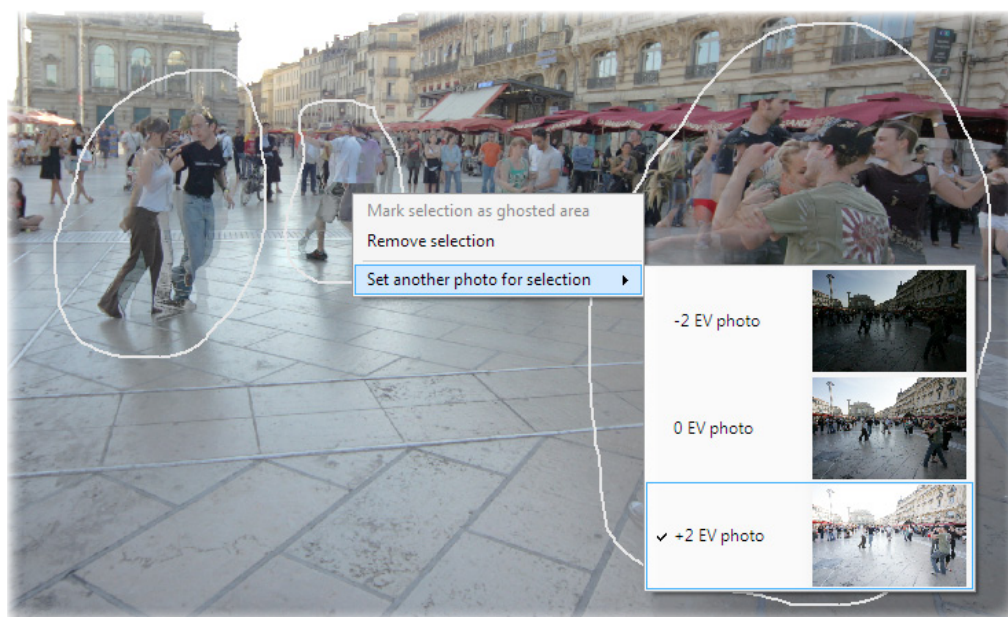 Mark selection as ghosted area
Remove selection
Set another photo for selection
-2 EV photo
0 EV photo
+2 EV photo